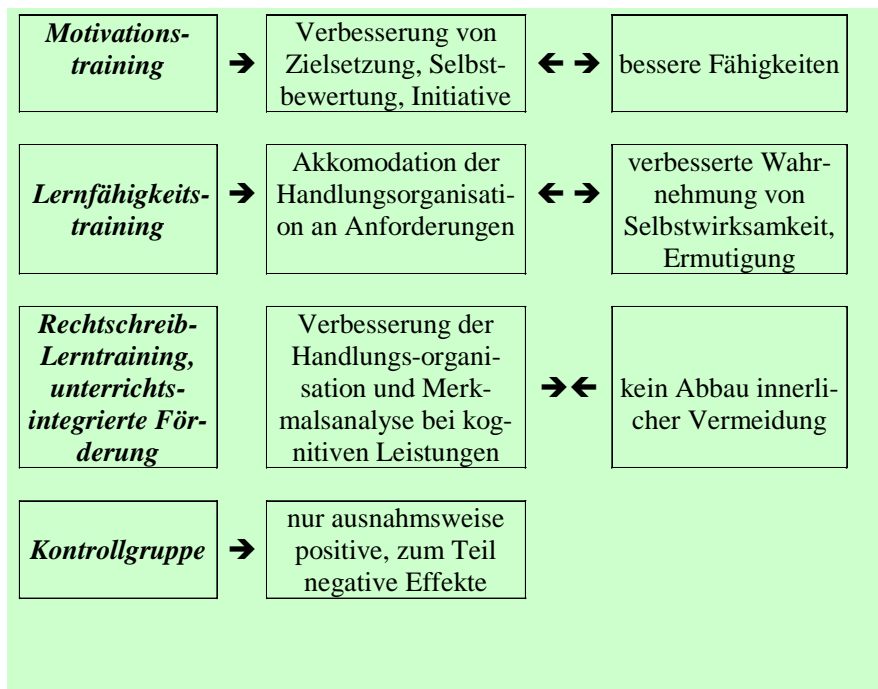 Motivations-
training
➔
Verbesserung von
Zielsetzung, Selbst-
bewertung, Initiative
🡸 ➔
bessere Fähigkeiten
Lernfähigkeits-
training
➔
Akkomodation der
Handlungsorganisati-
on an Anforderungen
🡸 ➔
verbesserte Wahr-
nehmung von
Selbstwirksamkeit,
Ermutigung
Rechtschreib-
Lerntraining,
unterrichts-
integrierte För-
derung
Verbesserung der
Handlungs-organi-
sation und Merk-
malsanalyse bei kog-
nitiven Leistungen
➔🡸
kein Abbau innerli-
cher Vermeidung
Kontrollgruppe
➔
nur ausnahmsweise
positive, zum Teil
negative Effekte